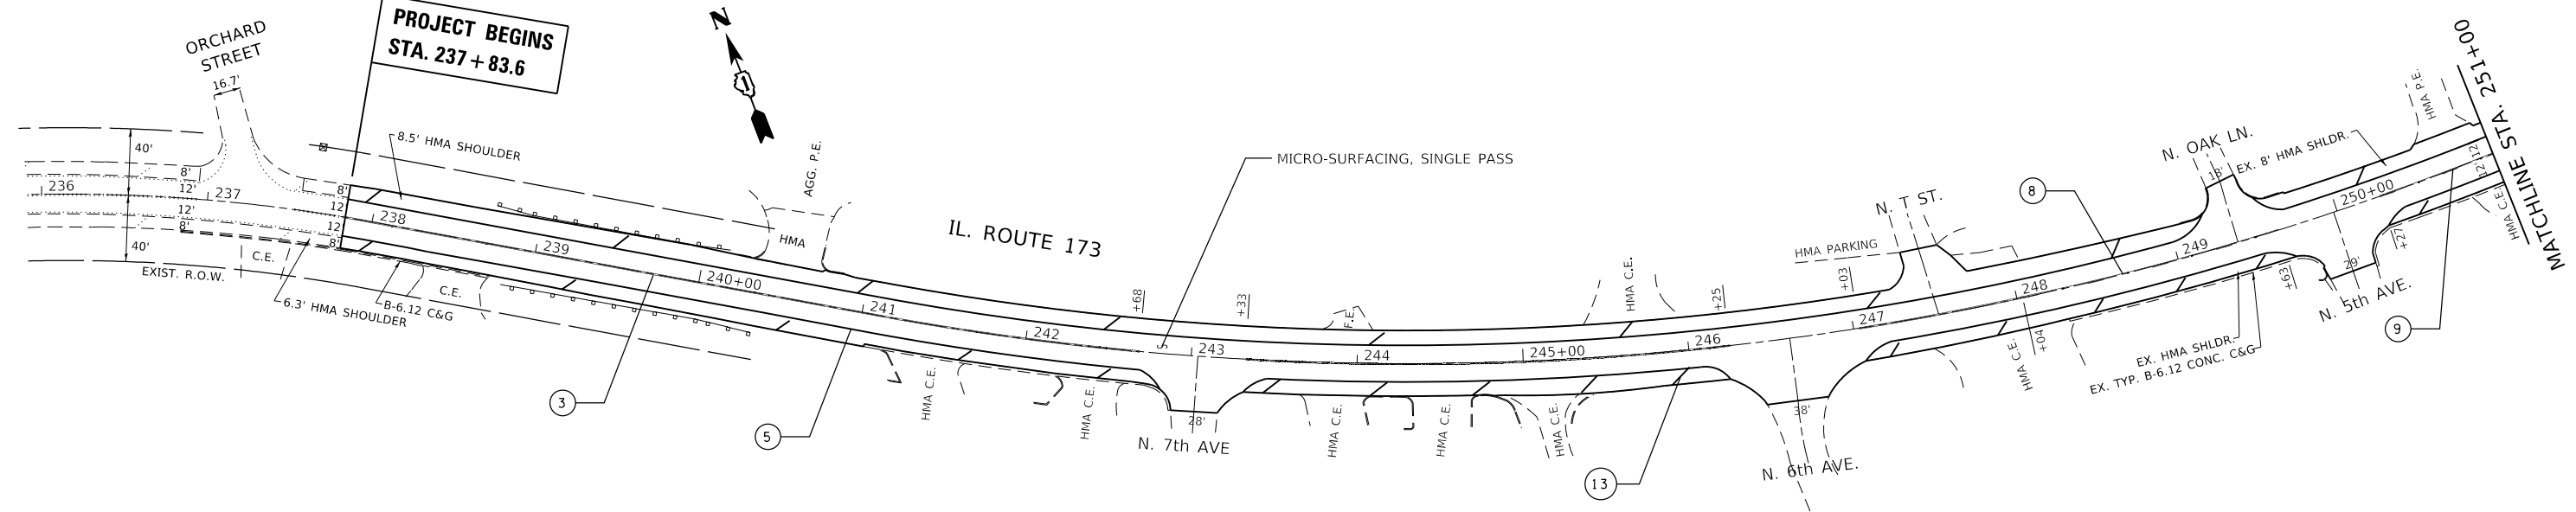 ORCHARD
STREET
16.7'
PROJECT BEGINS
STA. 237+83.6
N
40'
40'
8'
12'
12'
8'
236
237
EXIST. R.O.W.
C.E.
8'
12'
12'
8'
8.5' HMA SHOULDER
6.3' HMA SHOULDER
B-6.12 C&G
C.E.
238
239
240+00
241
242
243
244
245+00
246
247
248
249
250+00
AGG. P.E.
HMA
IL. ROUTE 173
MICRO-SURFACING, SINGLE PASS
3
5
HMA C.E.
HMA C.E.
+68
+33
28'
N. 7th AVE
F.E.
HMA C.E.
HMA C.E.
HMA C.E.
HMA C.E.
+25
13
HMA PARKING
+03
N. T ST.
38'
N. 6th AVE.
8
HMA C.E.
+04
N. OAK LN.
18'
EX. 8' HMA SHLDR.
EX. HMA SHLDR.
EX. TYP. B-6.12 CONC. C&G
+63
29'
N. 5th AVE.
+27
9
HMA P.E.
12'
12'
HMA C.E.
MATCHLINE STA. 251+00